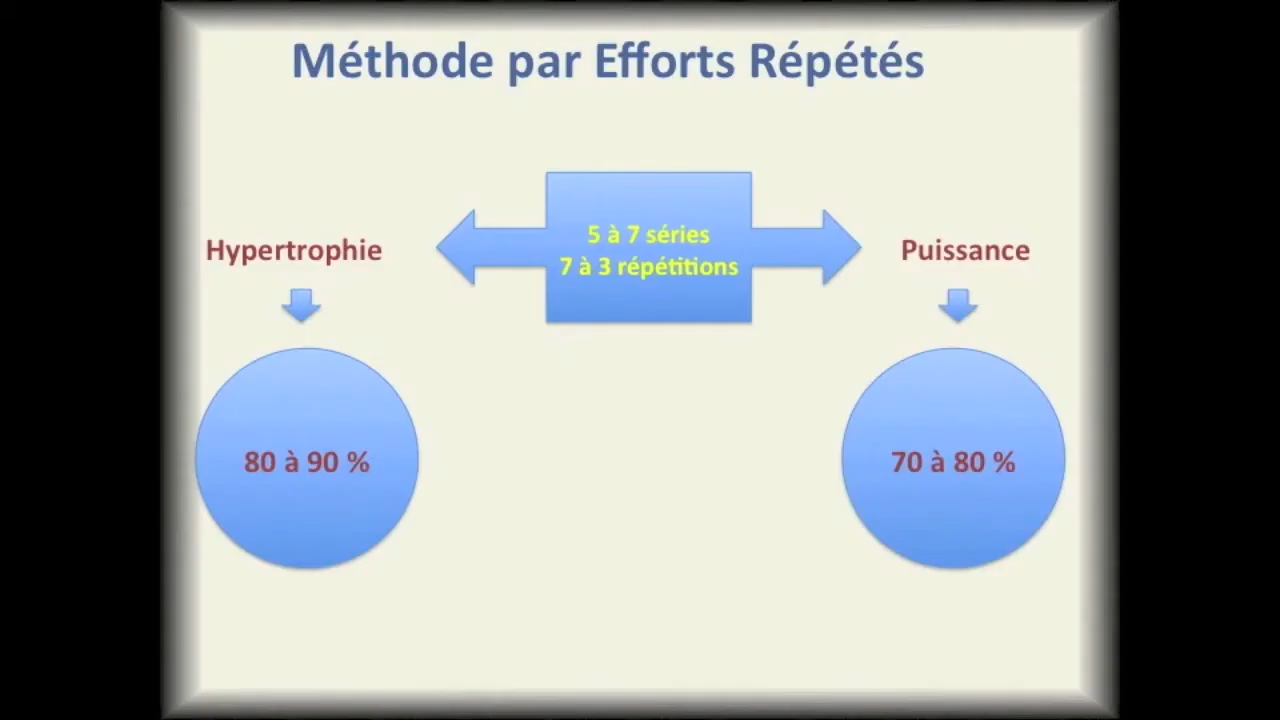 Méthode par Efforts Répétés
5 à 7 séries
7 à 3 répétitions
Hypertrophie
Puissance
80 à 90 %
70 à 80 %